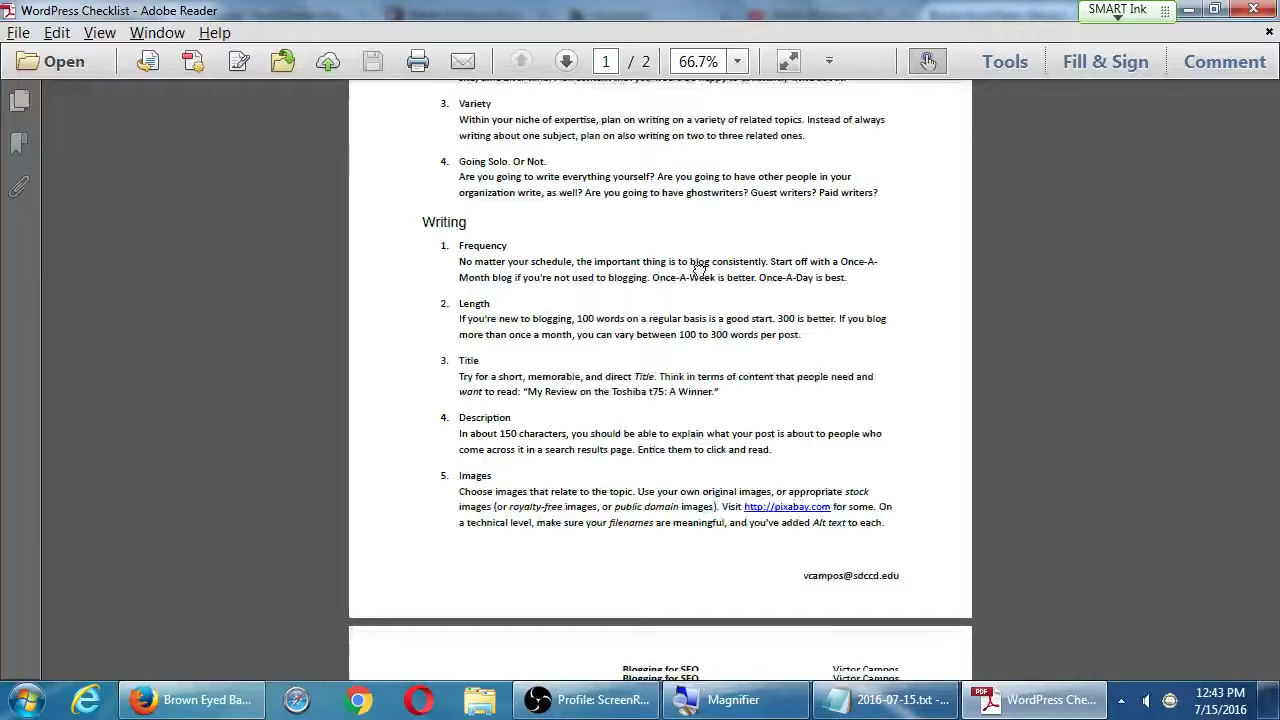 WordPress Checklist - Adobe Reader
SMART Ink
File Edit View Window Help
Open
1 / 2
66.7%
Tools Fill & Sign Comment
3. Variety
Within your niche of expertise, plan on writing on a variety of related topics. Instead of always
writing about one subject, plan on also writing on two to three related ones.
4. Going Solo. Or Not.
Are you going to write everything yourself? Are you going to have other people in your
organization write, as well? Are you going to have ghostwriters? Guest writers? Paid writers?
Writing
1. Frequency
No matter your schedule, the important thing is to blog consistently. Start off with a Once-A-
Month blog if you're not used to blogging. Once-A-Week is better. Once-A-Day is best.
2. Length
If you're new to blogging, 100 words on a regular basis is a good start. 300 is better. If you blog
more than once a month, you can vary between 100 to 300 words per post.
3. Title
Try for a short, memorable, and direct Title. Think in terms of content that people need and
want to read: “My Review on the Toshiba t75: A Winner.”
4. Description
In about 150 characters, you should be able to explain what your post is about to people who
come across it in a search results page. Entice them to click and read.
5. Images
Choose images that relate to the topic. Use your own original images, or appropriate stock
images (or royalty-free images, or public domain images). Visit http://pixabay.com for some. On
a technical level, make sure your filenames are meaningful, and you've added Alt text to each.
vcampos@sdccd.edu
Blogging for SEO Victor Campos
Blogging for SEO Victor Campos
Brown Eyed Ba...
Profile: ScreenR...
Magnifier
2016-07-15.txt -...
PDF
WordPress Che...
12:43 PM
7/15/2016